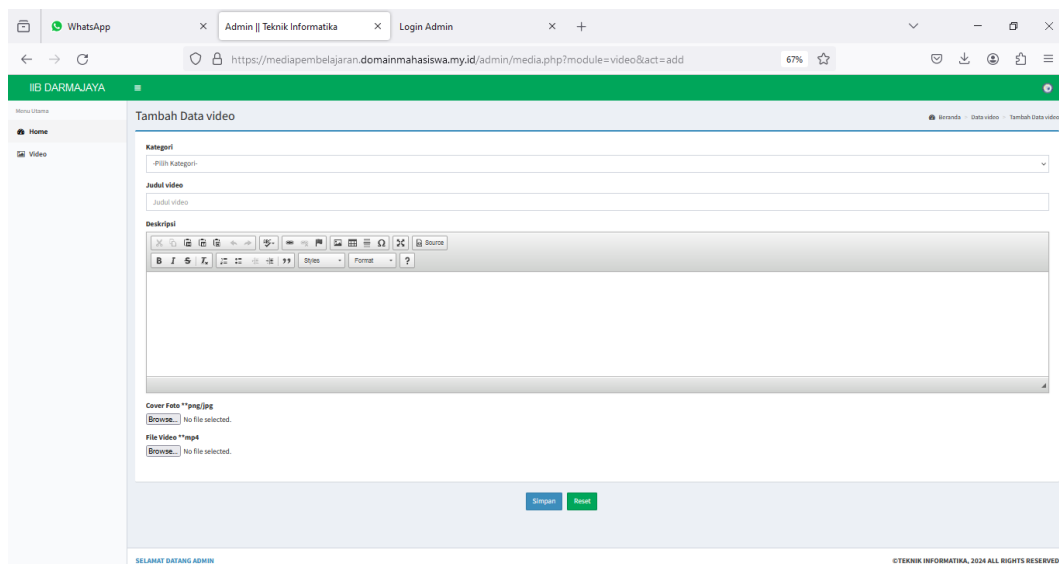 WhatsApp
Admin || Teknik Informatika
Login Admin
https://mediapembelajaran.domainmahasiswa.my.id/admin/media.php?module=video&act=add
67%
IIB DARMAJAYA
Menu Utama
Tambah Data video
Beranda > Data video > Tambah Data video
Home
Video
Kategori
-Pilih Kategori-
Judul video
Judul video
Deskripsi
Source
B I S Ix Styles Format ?
Cover Foto **png/jpg
Browse... No file selected.
File Video **mp4
Browse... No file selected.
Simpan Reset
SELAMAT DATANG ADMIN
©TEKNIK INFORMATIKA, 2024 ALL RIGHTS RESERVED